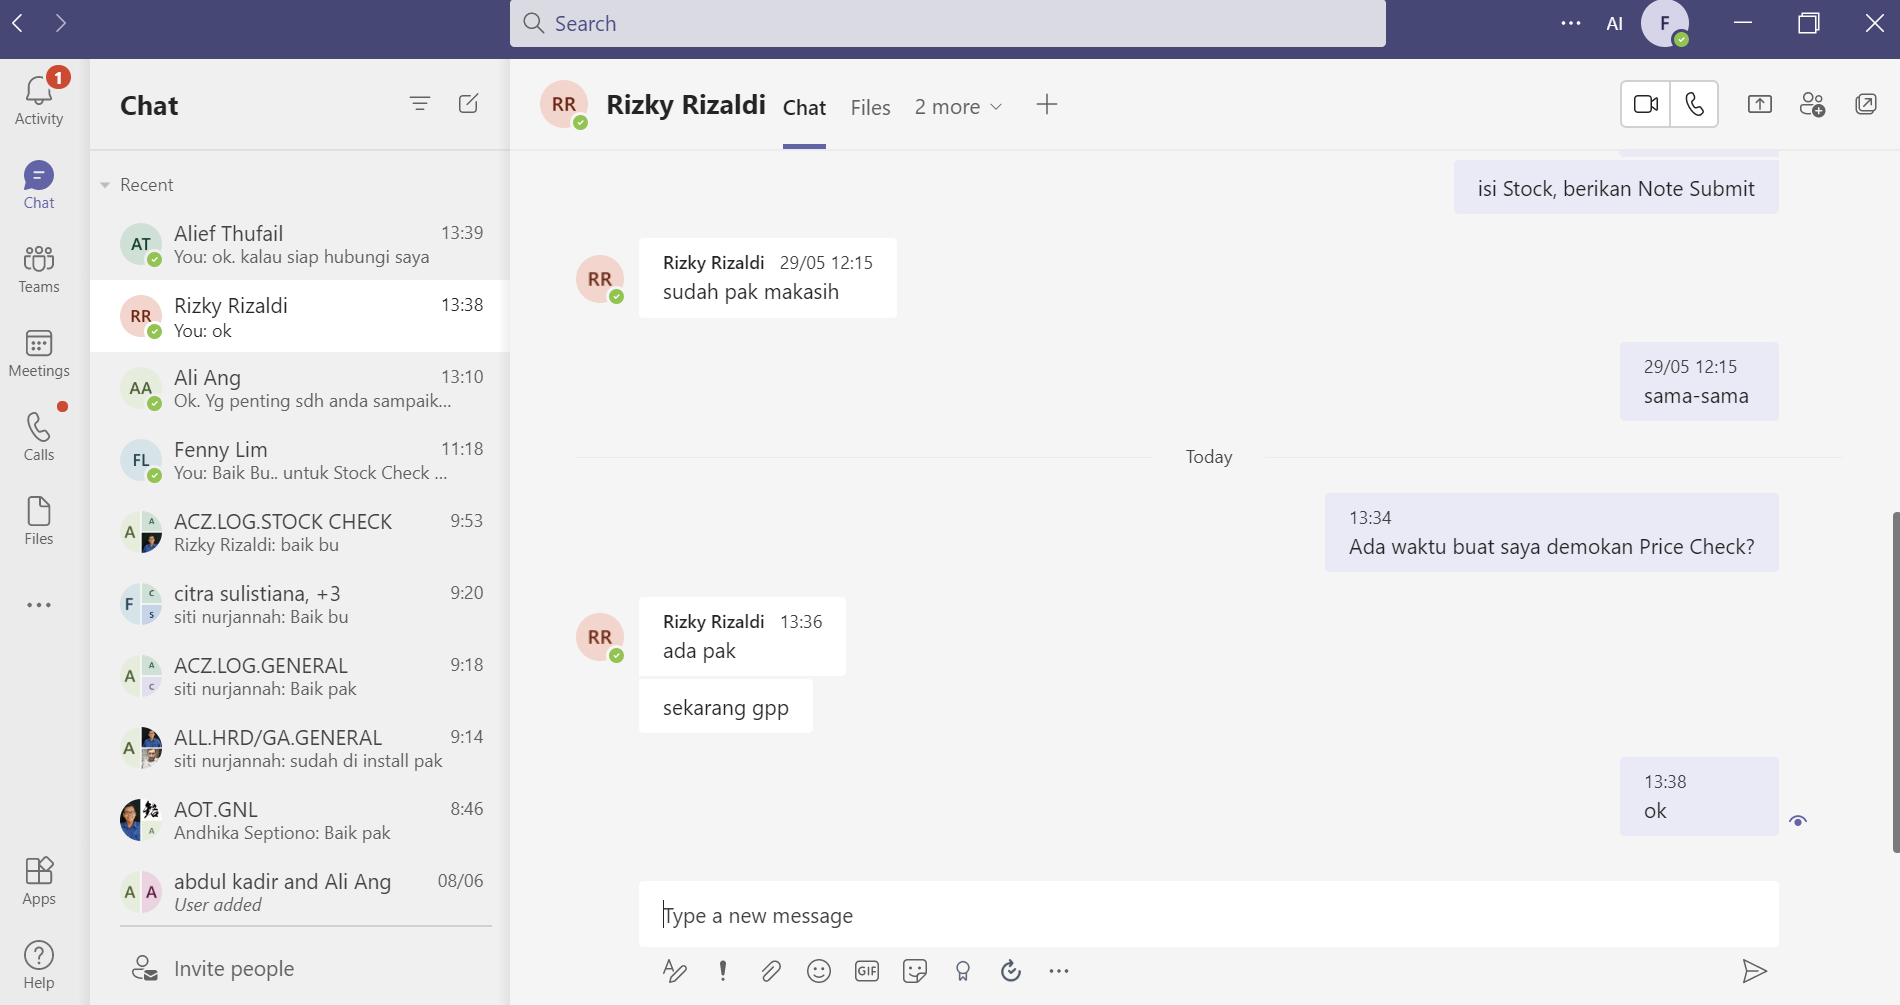 Search
AI
F
1
Activity
Chat
Teams
Meetings
Calls
Files
Apps
Help
Chat
Recent
AT
Alief Thufail 13:39
You: ok. kalau siap hubungi saya
RR
Rizky Rizaldi 13:38
You: ok
AA
Ali Ang 13:10
Ok. Yg penting sdh anda sampaik...
FL
Fenny Lim 11:18
You: Baik Bu.. untuk Stock Check ...
A A
ACZ.LOG.STOCK CHECK 9:53
Rizky Rizaldi: baik bu
F C S
citra sulistiana, +3 9:20
siti nurjannah: Baik bu
A A C
ACZ.LOG.GENERAL 9:18
siti nurjannah: Baik pak
A
ALL.HRD/GA.GENERAL 9:14
siti nurjannah: sudah di install pak
A
AOT.GNL 8:46
Andhika Septiono: Baik pak
A A
abdul kadir and Ali Ang 08/06
User added
Invite people
RR
Rizky Rizaldi Chat Files 2 more
isi Stock, berikan Note Submit
RR
Rizky Rizaldi 29/05 12:15
sudah pak makasih
29/05 12:15
sama-sama
Today
13:34
Ada waktu buat saya demokan Price Check?
RR
Rizky Rizaldi 13:36
ada pak
sekarang gpp
13:38
ok
Type a new message
GIF